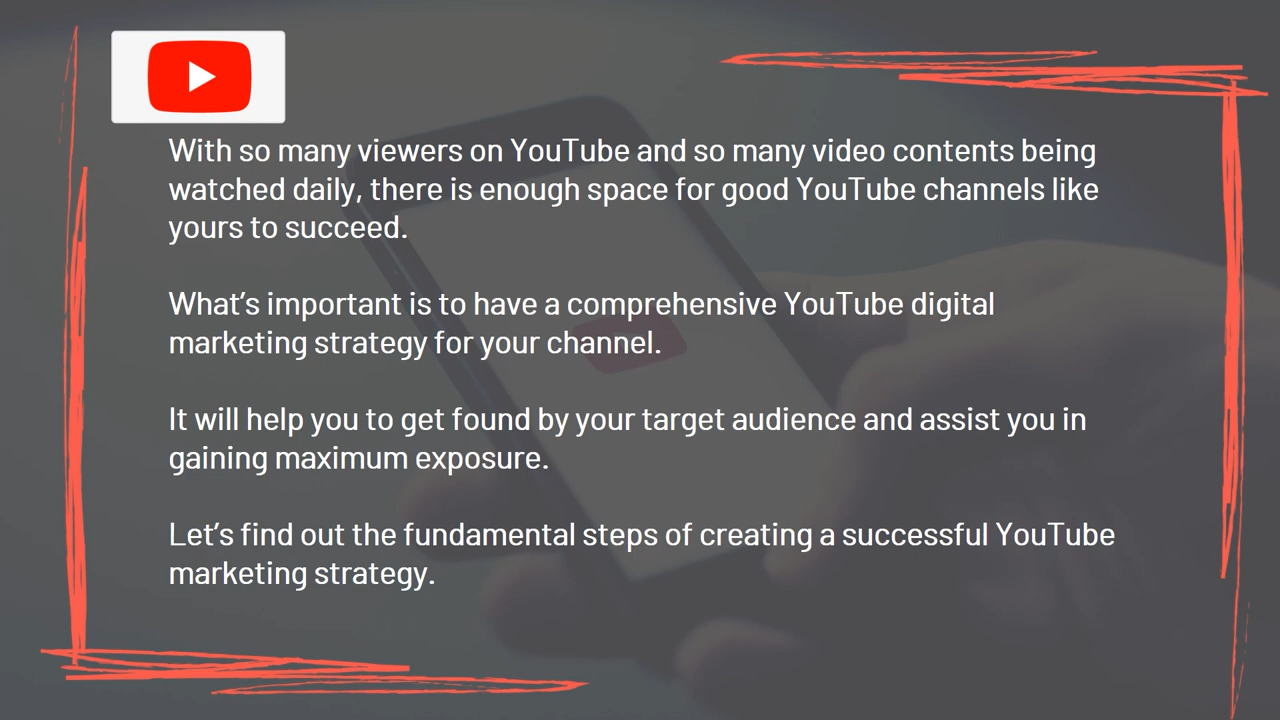 With so many viewers on YouTube and so many video contents being
watched daily, there is enough space for good YouTube channels like
yours to succeed.
What’s important is to have a comprehensive YouTube digital
marketing strategy for your channel.
It will help you to get found by your target audience and assist you in
gaining maximum exposure.
Let’s find out the fundamental steps of creating a successful YouTube
marketing strategy.